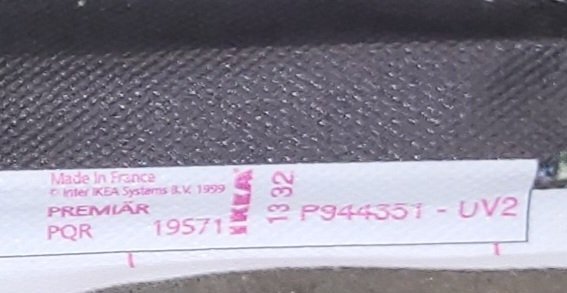 Made in France
© Inter IKEA Systems B.V. 1999
PREMIÄR
PQR 19571
IKEA
13 32
P944351 - UV2